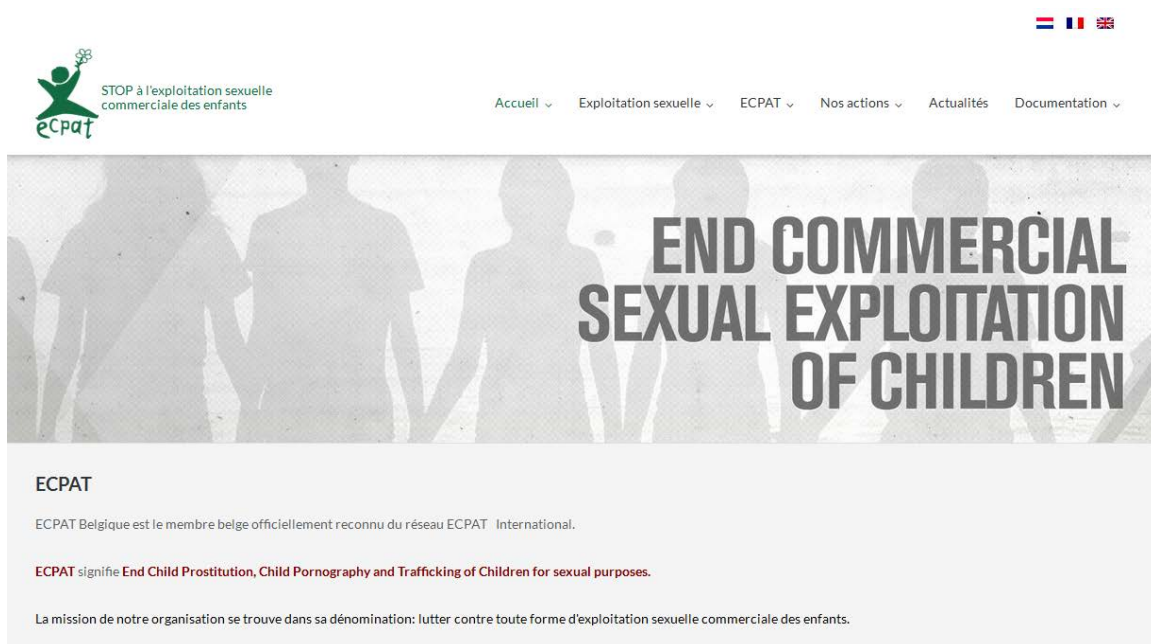 STOP à l'exploitation sexuelle
commerciale des enfants
ecpat
Accueil
Exploitation sexuelle
ECPAT
Nos actions
Actualités
Documentation
END COMMERCIAL
SEXUAL EXPLOITATION
OF CHILDREN
ECPAT
ECPAT Belgique est le membre belge officiellement reconnu du réseau ECPAT International.
ECPAT signifie End Child Prostitution, Child Pornography and Trafficking of Children for sexual purposes.
La mission de notre organisation se trouve dans sa dénomination: lutter contre toute forme d'exploitation sexuelle commerciale des enfants.